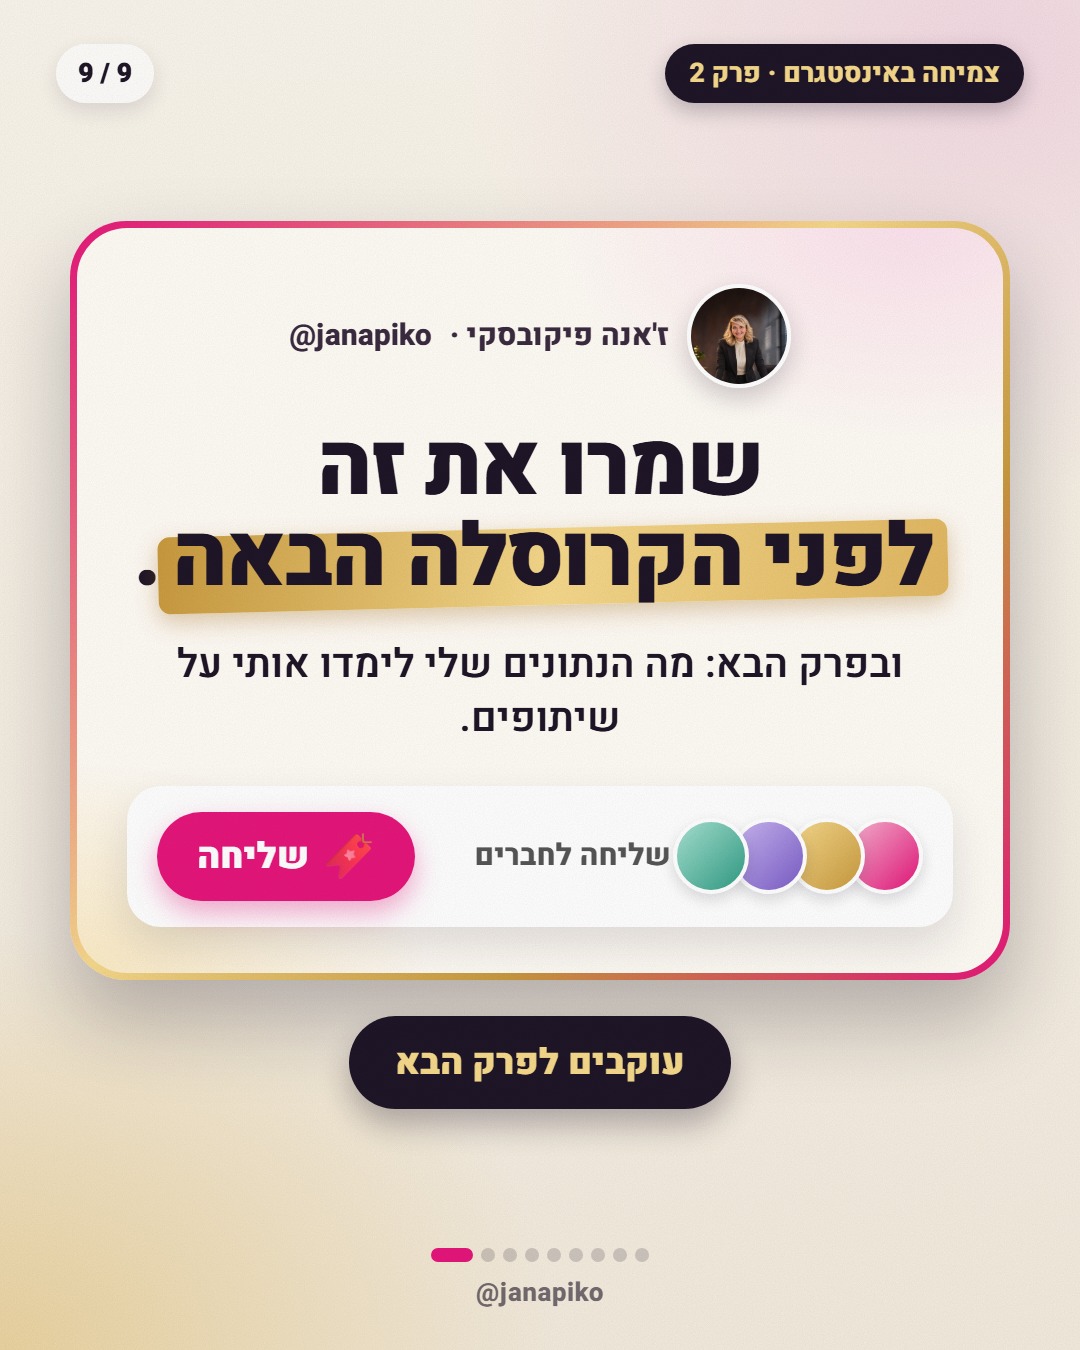 צמיחה באינסטגרם · פרק 2
9 / 9
ז'אנה פיקובסקי · @janapiko
שמרו את זה
לפני הקרוסלה הבאה.
ובפרק הבא: מה הנתונים שלי לימדו אותי על
שיתופים.
שליחה לחברים
שליחה
עוקבים לפרק הבא
@janapiko